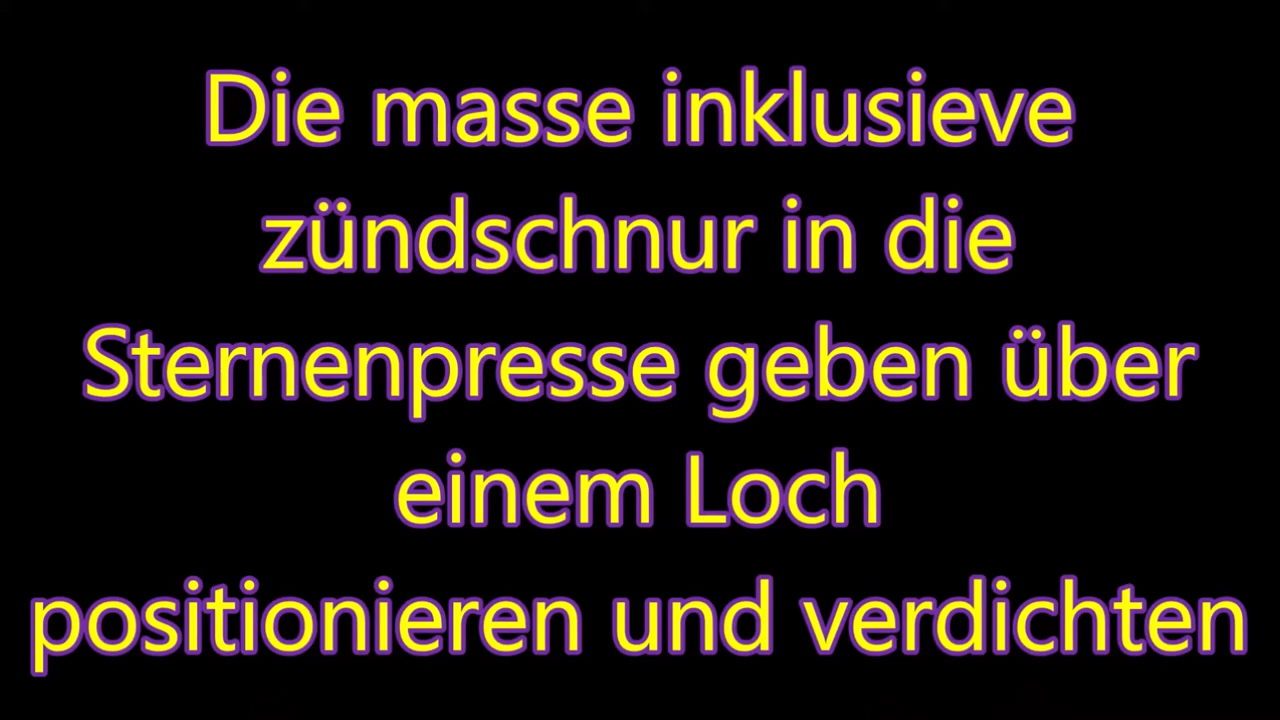 Die masse inklusieve
zündschnur in die
Sternenpresse geben über
einem Loch
positionieren und verdichten